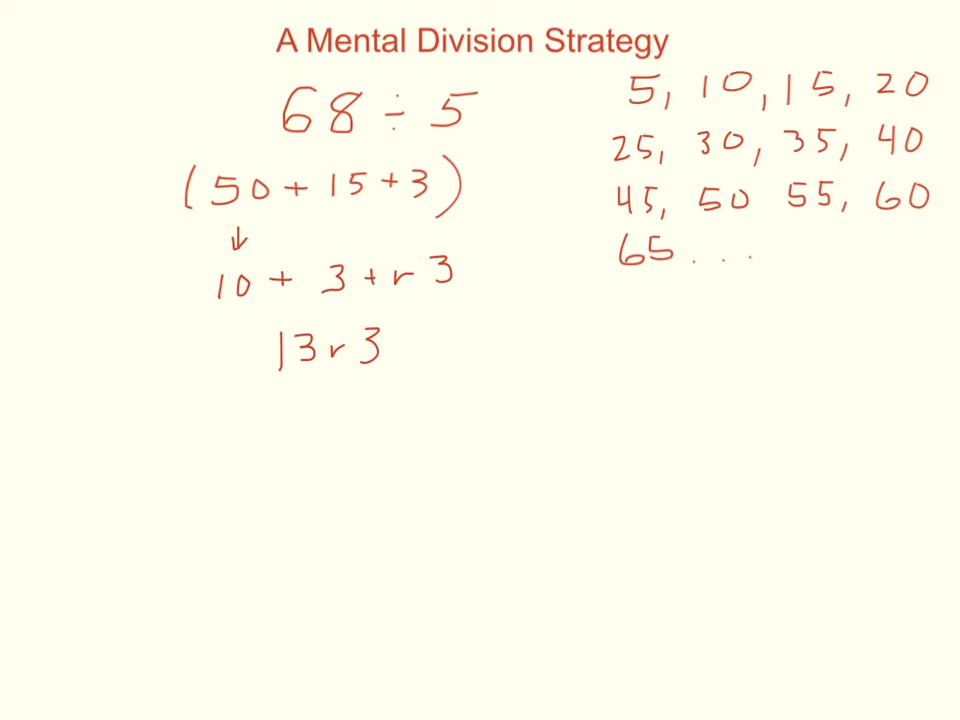 A Mental Division Strategy
68 ÷ 5
(50 + 15 + 3)
↓
10 + 3 + r 3
13 r 3
5, 10, 15, 20
25, 30, 35, 40
45, 50 55, 60
65 . . .